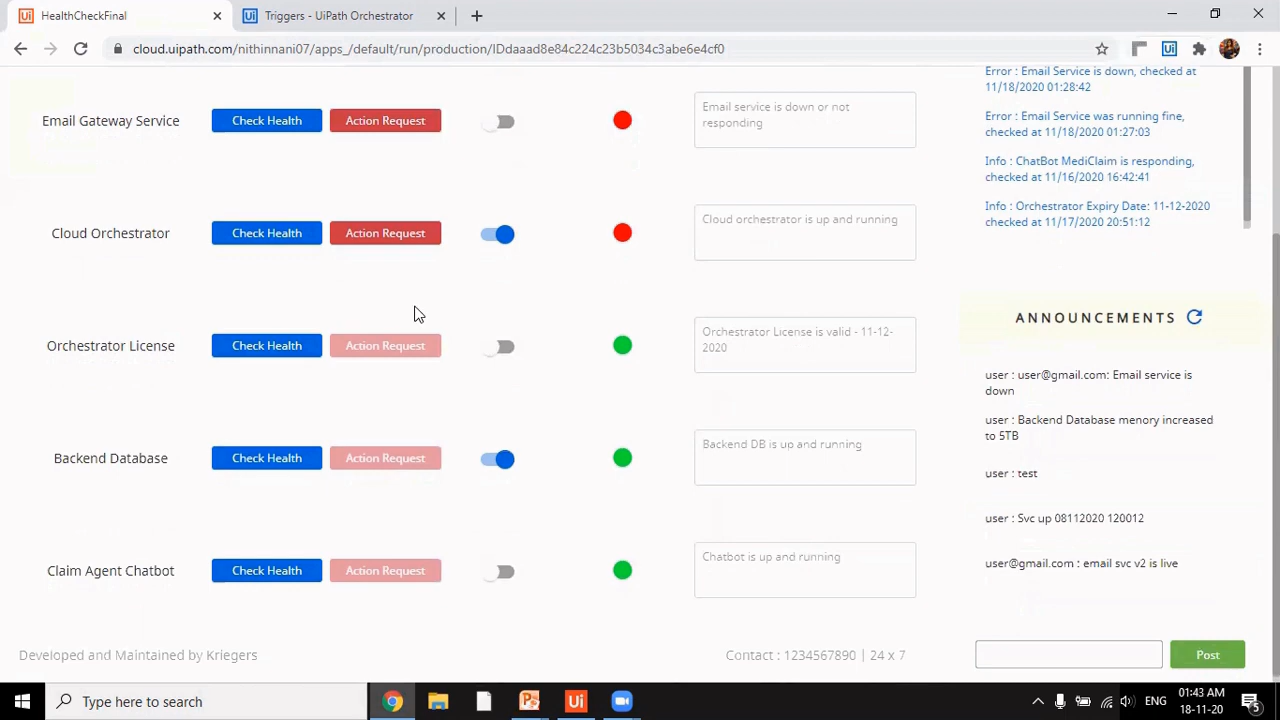 HealthCheckFinal
Triggers - UiPath Orchestrator
cloud.uipath.com/nithinnani07/apps_/default/run/production/IDdaaad8e84c224c23b5034c3abe6e4cf0
Email Gateway Service
Check Health
Action Request
Email service is down or not
responding
Cloud Orchestrator
Check Health
Action Request
Cloud orchestrator is up and running
Orchestrator License
Check Health
Action Request
Orchestrator License is valid - 11-12-
2020
Backend Database
Check Health
Action Request
Backend DB is up and running
Claim Agent Chatbot
Check Health
Action Request
Chatbot is up and running
Error : Email Service is down, checked at
11/18/2020 01:28:42
Error : Email Service was running fine,
checked at 11/18/2020 01:27:03
Info : ChatBot MediClaim is responding,
checked at 11/16/2020 16:42:41
Info : Orchestrator Expiry Date: 11-12-2020
checked at 11/17/2020 20:51:12
ANNOUNCEMENTS
user : user@gmail.com: Email service is
down
user : Backend Database menory increased
to 5TB
user : test
user : Svc up 08112020 120012
user@gmail.com : email svc v2 is live
Post
Developed and Maintained by Kriegers
Contact : 1234567890 | 24 x 7
Type here to search
ENG
01:43 AM
18-11-20